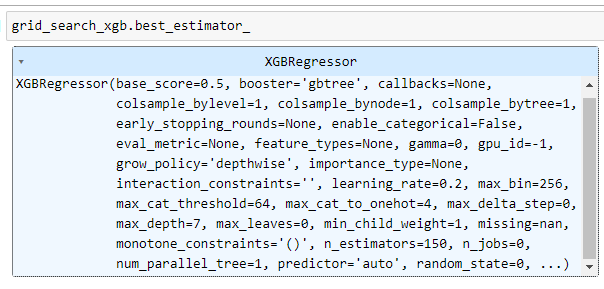 grid_search_xgb.best_estimator_
XGBRegressor
XGBRegressor(base_score=0.5, booster='gbtree', callbacks=None,
colsample_bylevel=1, colsample_bynode=1, colsample_bytree=1,
early_stopping_rounds=None, enable_categorical=False,
eval_metric=None, feature_types=None, gamma=0, gpu_id=-1,
grow_policy='depthwise', importance_type=None,
interaction_constraints='', learning_rate=0.2, max_bin=256,
max_cat_threshold=64, max_cat_to_onehot=4, max_delta_step=0,
max_depth=7, max_leaves=0, min_child_weight=1, missing=nan,
monotone_constraints='()', n_estimators=150, n_jobs=0,
num_parallel_tree=1, predictor='auto', random_state=0, ...)